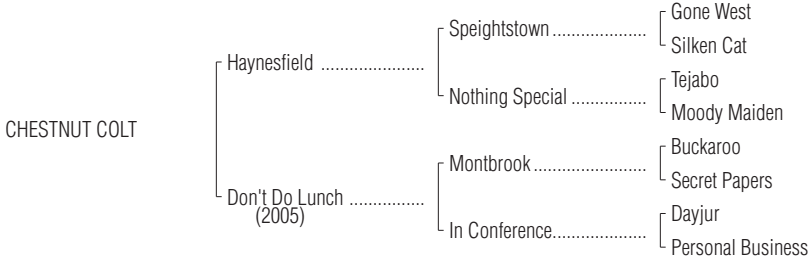 Gone West
Speightstown ....................
Silken Cat
Haynesfield ......................
Tejabo
Nothing Special ................
Moody Maiden
CHESTNUT COLT
Buckaroo
Montbrook ........................
Secret Papers
Don't Do Lunch ................
(2005)
Dayjur
In Conference....................
Personal Business